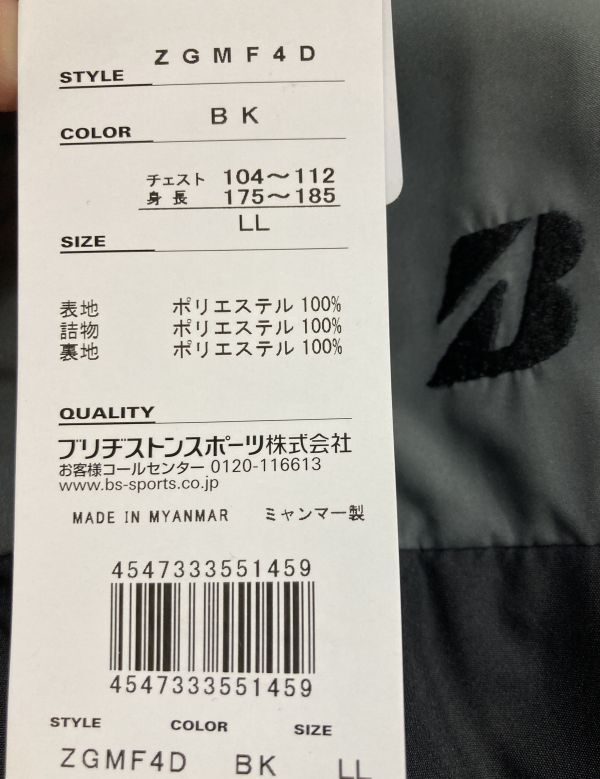 STYLE ZGMF4D
COLOR BK
チェスト 104～112
身長 175～185
SIZE LL
表地 ポリエステル 100%
詰物 ポリエステル 100%
裏地 ポリエステル 100%
QUALITY
ブリヂストンスポーツ株式会社
お客様コールセンター 0120-116613
www.bs-sports.co.jp
MADE IN MYANMAR ミャンマー製
4547333551459
4547333551459
STYLE COLOR SIZE
ZGMF4D BK LL
B